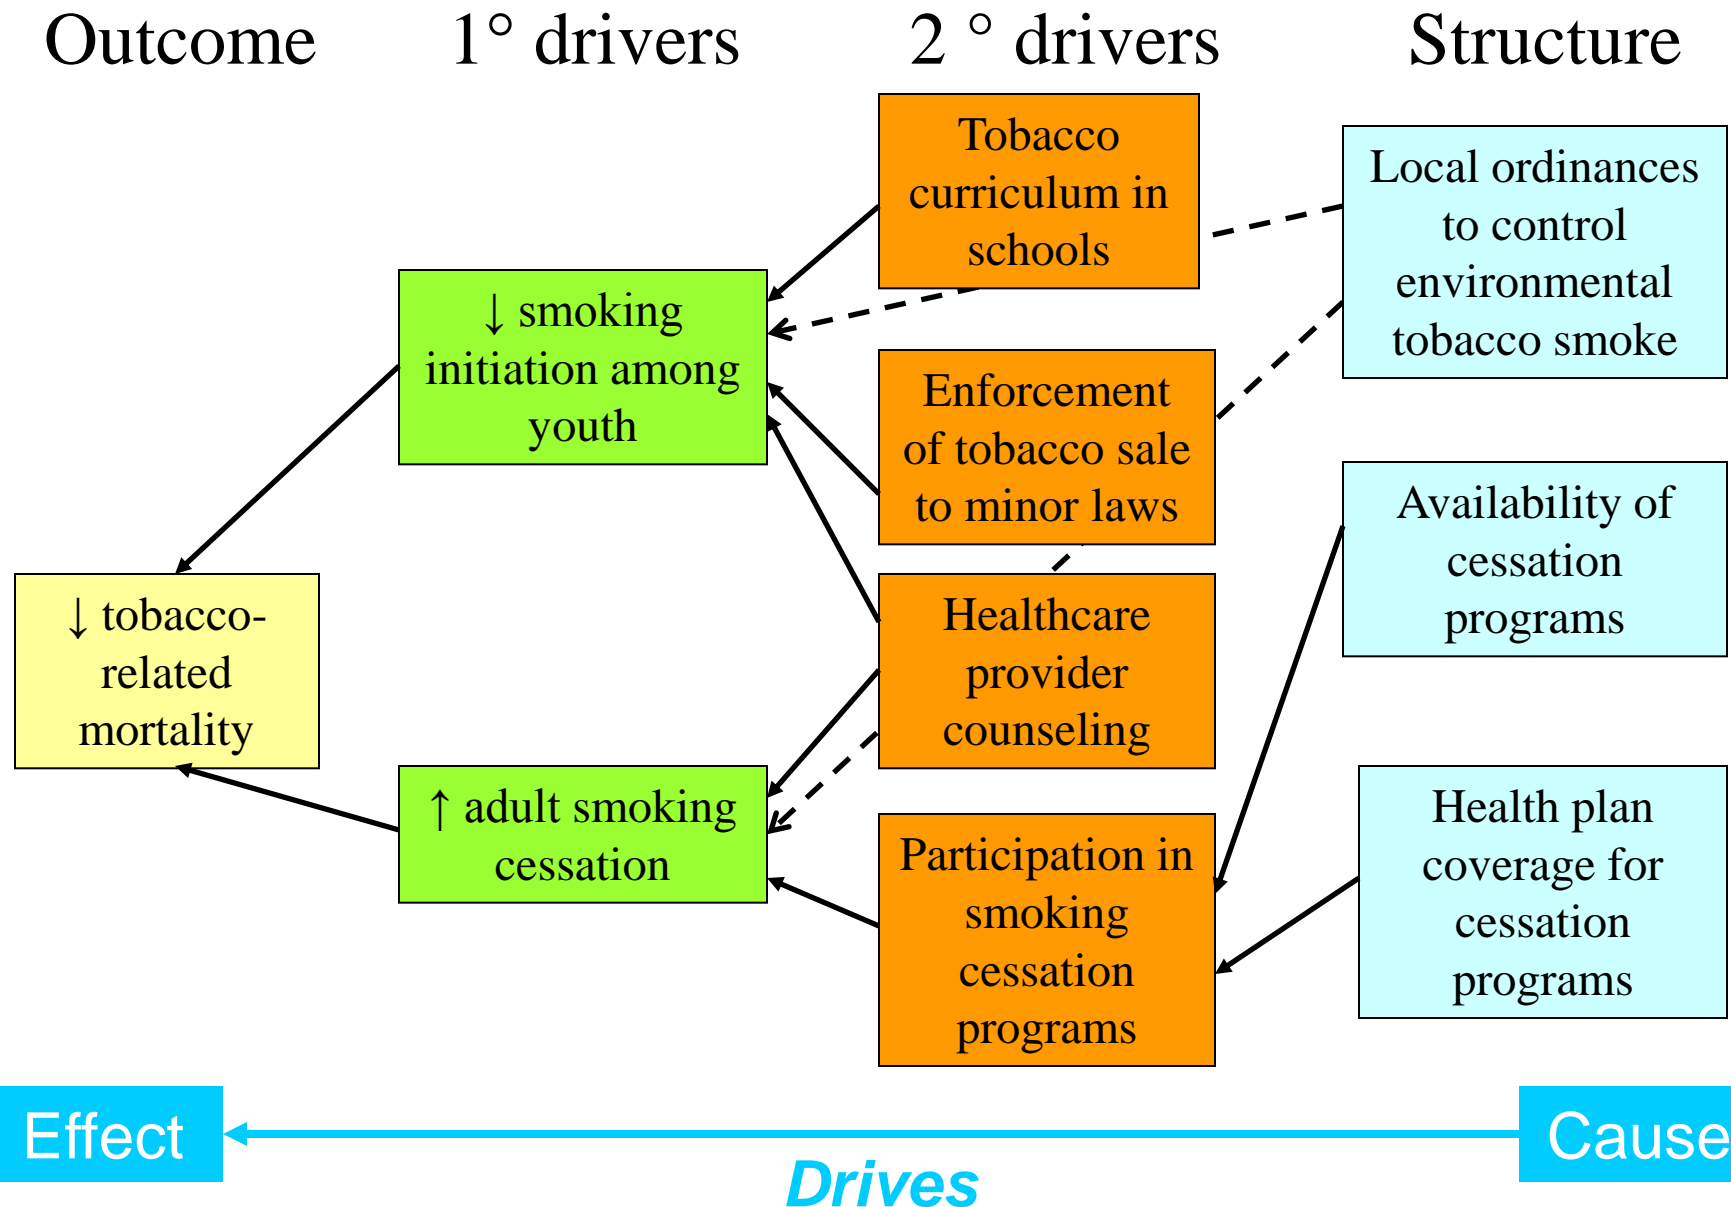 Outcome
1° drivers
2 ° drivers
Structure
Tobacco
curriculum in
schools
Local ordinances
to control
environmental
tobacco smoke
↓ smoking
initiation among
youth
Enforcement
of tobacco sale
to minor laws
Availability of
cessation
programs
↓ tobacco-
related
mortality
Healthcare
provider
counseling
↑ adult smoking
cessation
Participation in
smoking
cessation
programs
Health plan
coverage for
cessation
programs
Effect
Cause
Drives